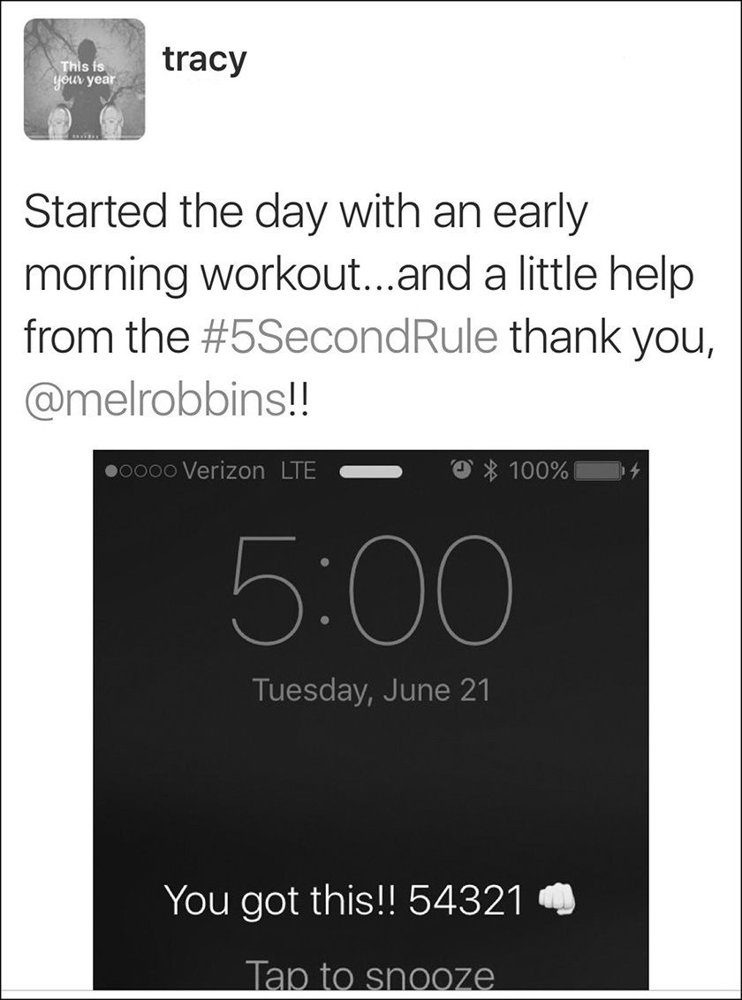 This is
your year
tracy
Started the day with an early
morning workout...and a little help
from the #5SecondRule thank you,
@melrobbins!!
Verizon LTE 100%
5:00
Tuesday, June 21
You got this!! 54321 👊
Tap to snooze